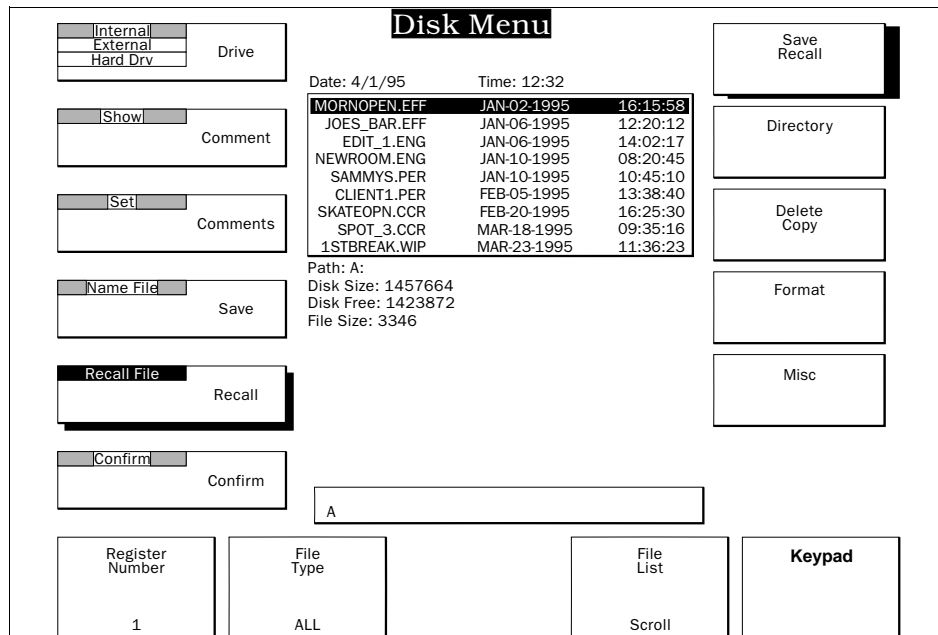 Disk Menu
Internal
External
Hard Drv
Drive
Show
Comment
Set
Comments
Name File
Save
Recall File
Recall
Confirm
Confirm
Date: 4/1/95 Time: 12:32
MORNOPEN.EFF JAN-02-1995 16:15:58
JOES_BAR.EFF JAN-06-1995 12:20:12
EDIT_1.ENG JAN-06-1995 14:02:17
NEWROOM.ENG JAN-10-1995 08:20:45
SAMMYS.PER JAN-10-1995 10:45:10
CLIENT1.PER FEB-05-1995 13:38:40
SKATEOPN.CCR FEB-20-1995 16:25:30
SPOT_3.CCR MAR-18-1995 09:35:16
1STBREAK.WIP MAR-23-1995 11:36:23
Path: A:
Disk Size: 1457664
Disk Free: 1423872
File Size: 3346
A
Save
Recall
Directory
Delete
Copy
Format
Misc
Register
Number
1
File
Type
ALL
File
List
Scroll
Keypad